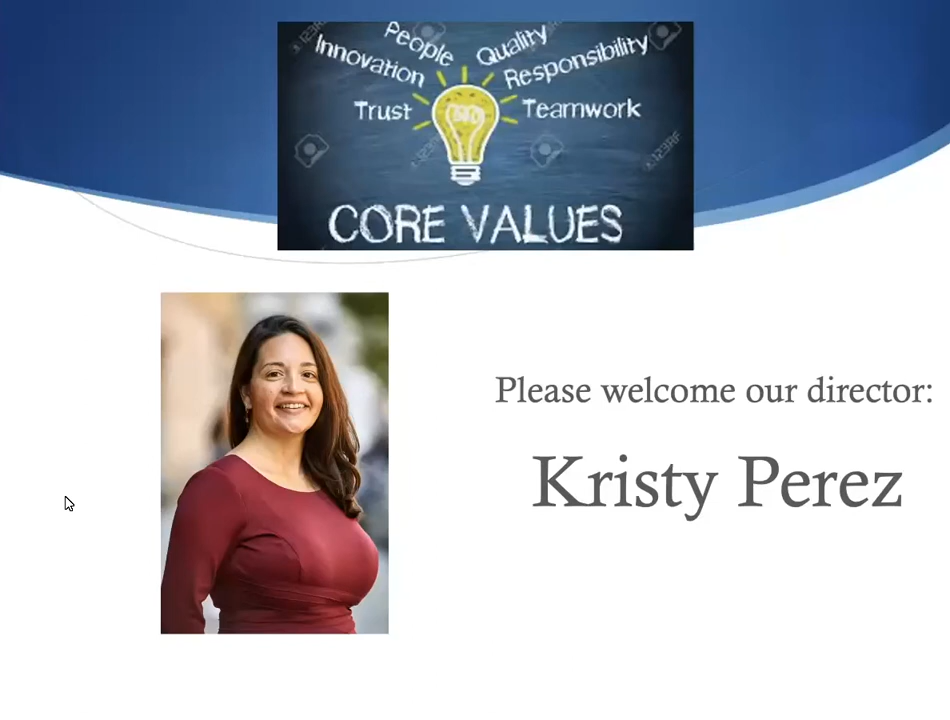 People Quality
Innovation Responsibility
Trust Teamwork
CORE VALUES
Please welcome our director:
Kristy Perez